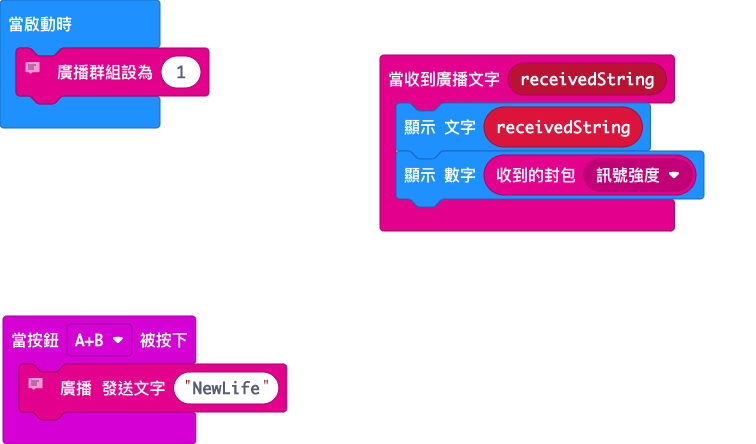 當啟動時
廣播群組設為 1
當收到廣播文字 receivedString
顯示 文字 receivedString
顯示 數字 收到的封包 訊號強度
當按鈕 A+B 被按下
廣播 發送文字 "NewLife"